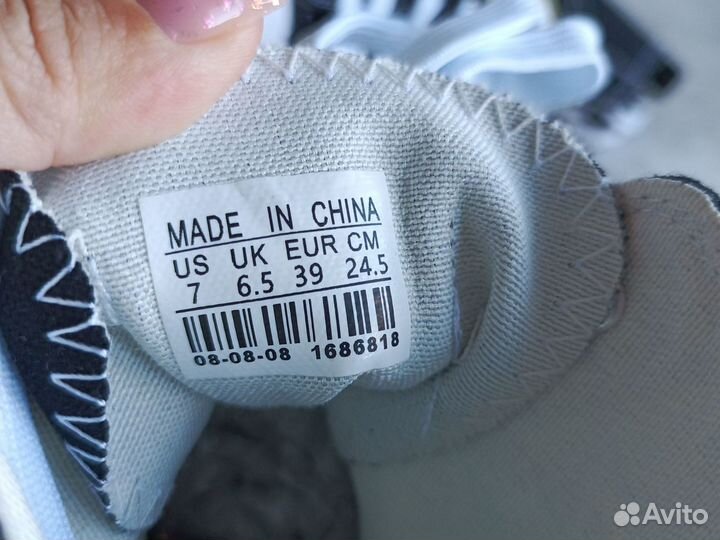 MADE IN CHINA
US UK EUR CM
7 6.5 39 24.5
08-08-08 1686818
Avito